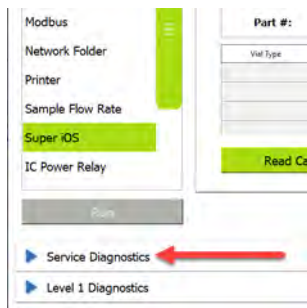 Modbus
Network Folder
Printer
Sample Flow Rate
Super iOS
IC Power Relay
Run
Service Diagnostics
Level 1 Diagnostics
Part #:
Vial Type
Read Ca